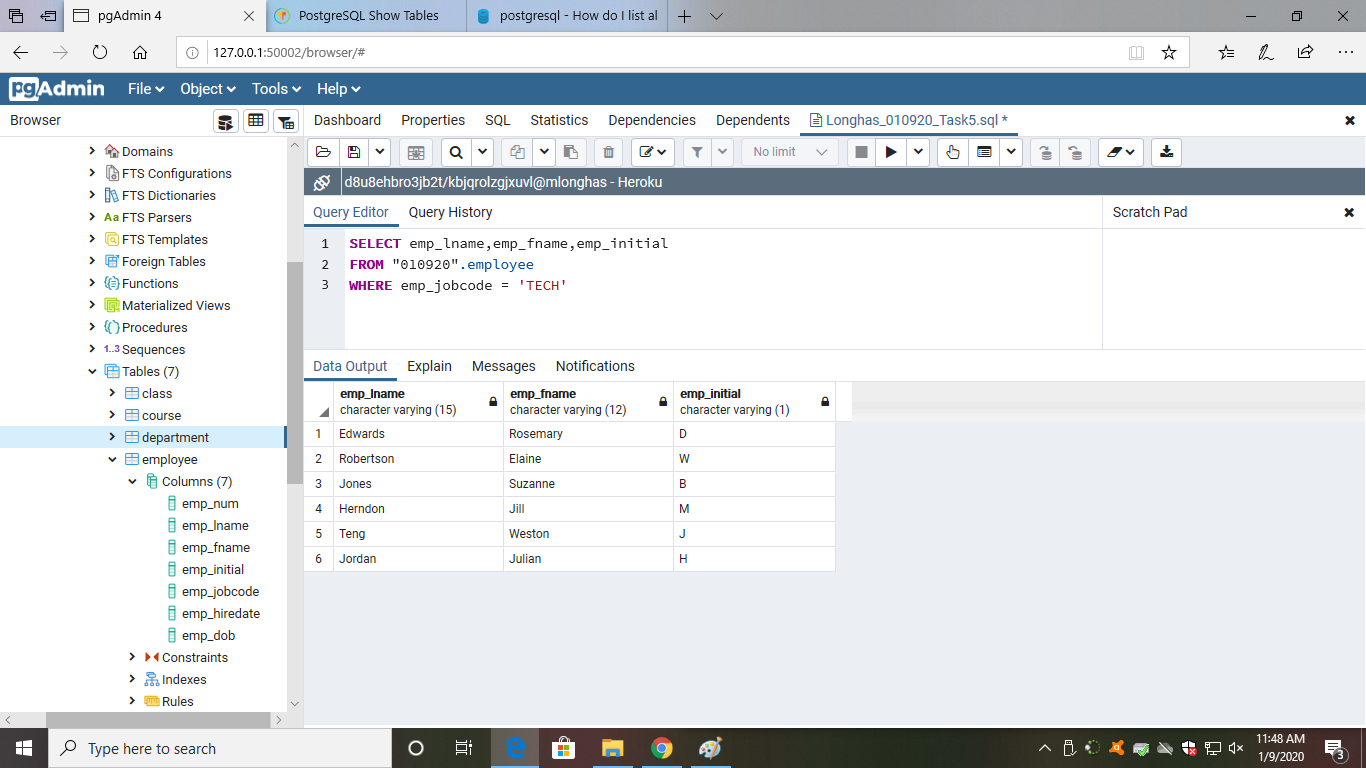 pgAdmin 4
PostgreSQL Show Tables
postgresql - How do I list al
127.0.0.1:50002/browser/#
pgAdmin File Object Tools Help
Browser
Dashboard Properties SQL Statistics Dependencies Dependents Longhas_010920_Task5.sql *
No limit
d8u8ehbro3jb2t/kbjqrolzgjxuvl@mlonghas - Heroku
Query Editor Query History
Scratch Pad
1 SELECT emp_lname,emp_fname,emp_initial
2 FROM "010920".employee
3 WHERE emp_jobcode = 'TECH'
Data Output Explain Messages Notifications
emp_lname emp_fname emp_initial
character varying (15) character varying (12) character varying (1)
1 Edwards Rosemary D
2 Robertson Elaine W
3 Jones Suzanne B
4 Herndon Jill M
5 Teng Weston J
6 Jordan Julian H
Domains
FTS Configurations
FTS Dictionaries
Aa FTS Parsers
FTS Templates
Foreign Tables
Functions
Materialized Views
Procedures
1..3 Sequences
Tables (7)
class
course
department
employee
Columns (7)
emp_num
emp_lname
emp_fname
emp_initial
emp_jobcode
emp_hiredate
emp_dob
Constraints
Indexes
Rules
Type here to search
11:48 AM
1/9/2020
3